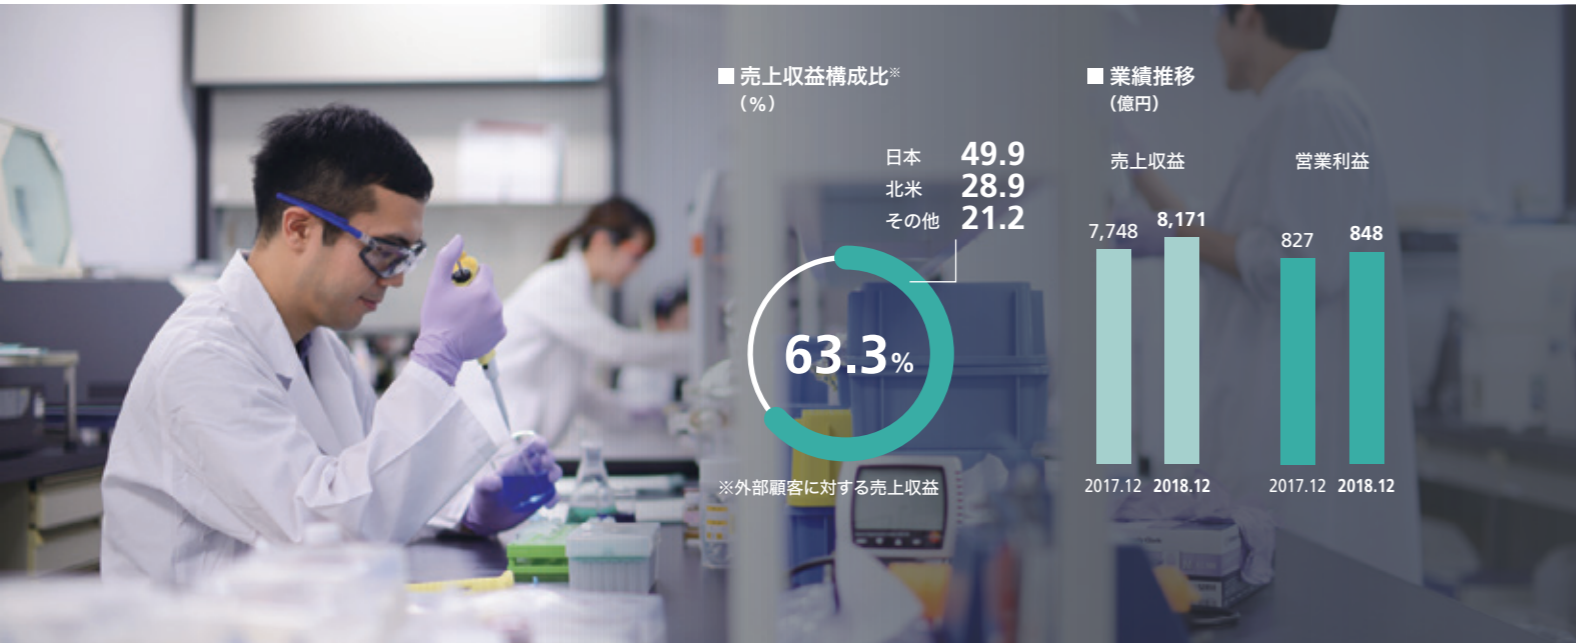 ■ 売上収益構成比※
（%）
日本 49.9
北米 28.9
その他 21.2
63.3%
※外部顧客に対する売上収益
■ 業績推移
（億円）
売上収益
7,748 8,171
2017.12 2018.12
営業利益
827 848
2017.12 2018.12